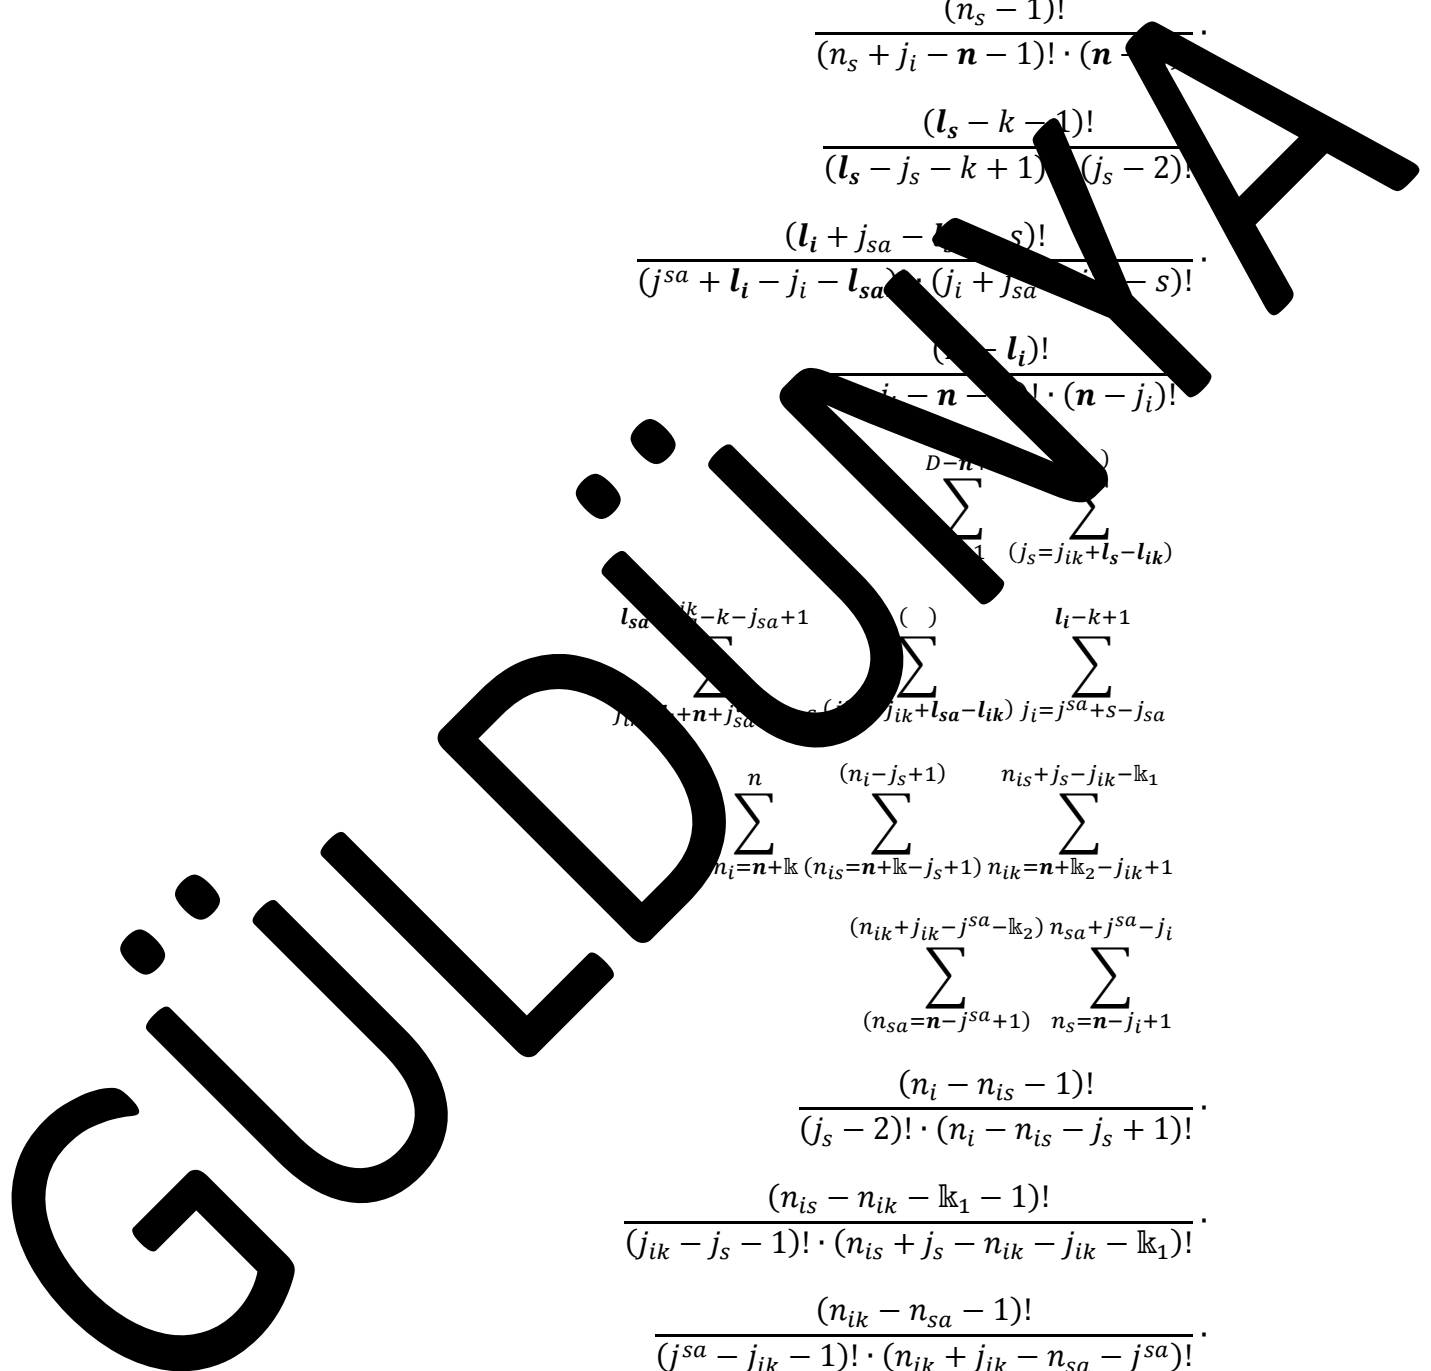 (n_s − 1)!
(n_s + j_i − n − 1)! · (n − ·
(l_s − k − 1)!
(l_s − j_s − k + 1) (j_s − 2)!
(l_i + j_sa − s)!
(j^sa + l_i − j_i − l_sa) · (j_i + j_sa − s)! ·
( − l_i)!
j_i − n − )! · (n − j_i)!
D−n )
∑ ∑
1 (j_s=j_ik+l_s−l_ik)
l_sa ik−k−j_sa+1 ( ) l_i−k+1
∑ ∑ ∑
+n+j_sa j_ik+l_sa−l_ik) j_i=j^sa+s−j_sa
n (n_i−j_s+1) n_is+j_s−j_ik−𝕜_1
∑ ∑ ∑
n_i=n+𝕜 (n_is=n+𝕜−j_s+1) n_ik=n+𝕜_2−j_ik+1
(n_ik+j_ik−j^sa−𝕜_2) n_sa+j^sa−j_i
∑ ∑
(n_sa=n−j^sa+1) n_s=n−j_i+1
(n_i − n_is − 1)!
(j_s − 2)! · (n_i − n_is − j_s + 1)! ·
(n_is − n_ik − 𝕜_1 − 1)!
(j_ik − j_s − 1)! · (n_is + j_s − n_ik − j_ik − 𝕜_1)! ·
(n_ik − n_sa − 1)!
(j^sa − j_ik − 1)! · (n_ik + j_ik − n_sa − j^sa)! ·
GÜLDÜNYA